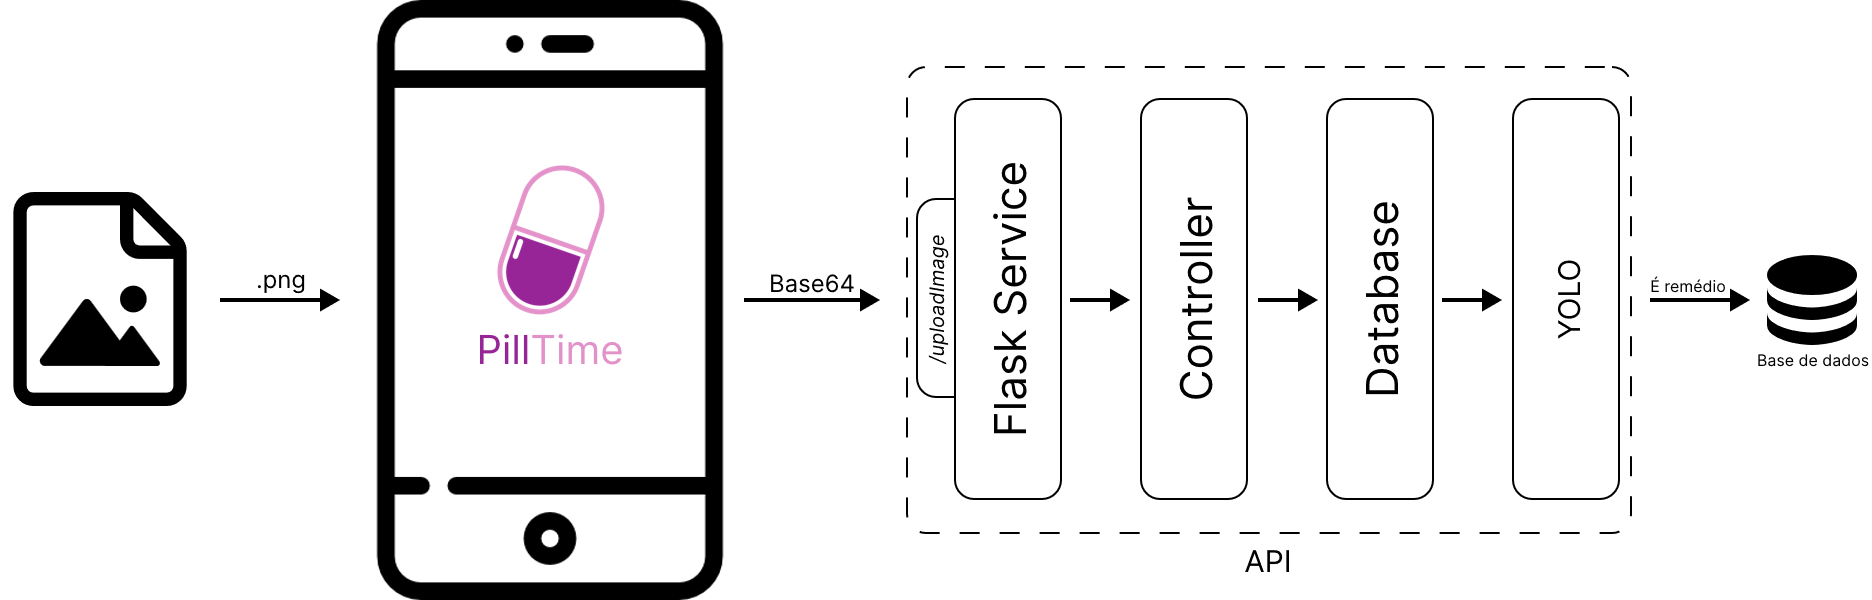 .png
PillTime
Base64
/uploadImage
Flask Service
Controller
Database
YOLO
É remédio
Base de dados
API